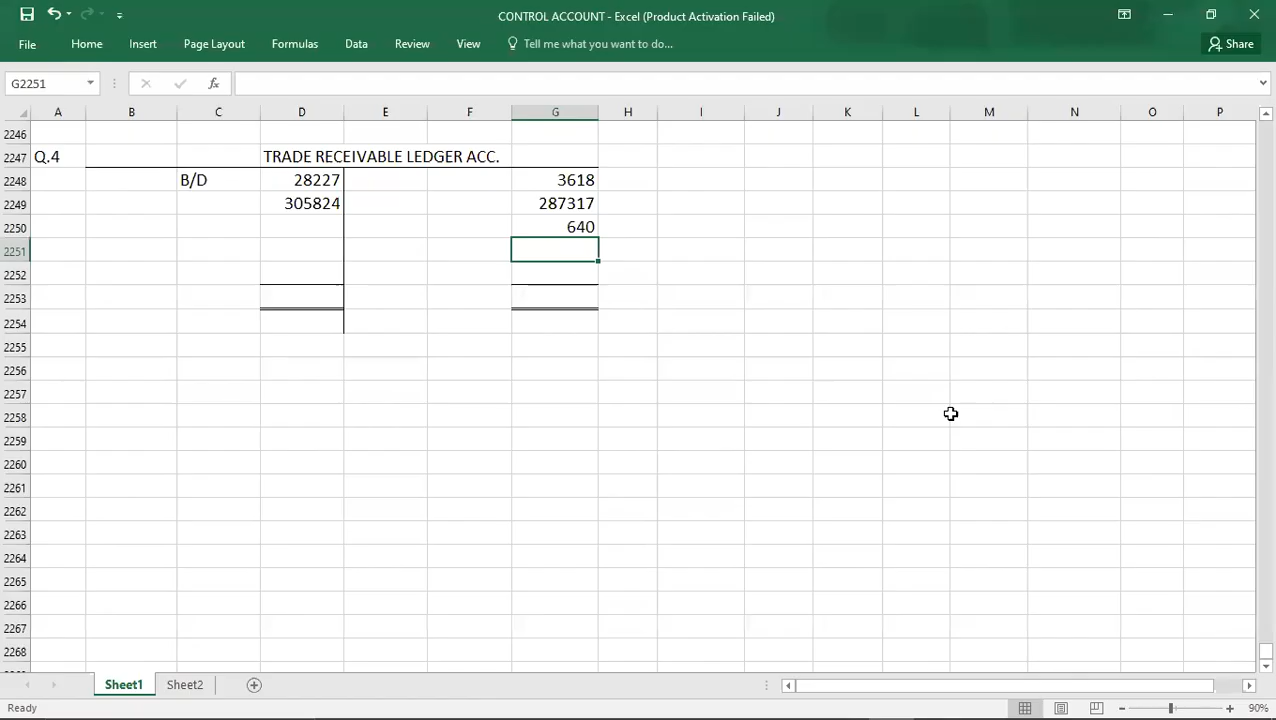 CONTROL ACCOUNT - Excel (Product Activation Failed)
File Home Insert Page Layout Formulas Data Review View Tell me what you want to do... Share
G2251 fx
A B C D E F G H I J K L M N O P
2246
2247 Q.4 TRADE RECEIVABLE LEDGER ACC.
2248 B/D 28227 3618
2249 305824 287317
2250 640
2251
2252
2253
2254
2255
2256
2257
2258
2259
2260
2261
2262
2263
2264
2265
2266
2267
2268
Sheet1 Sheet2
Ready 90%